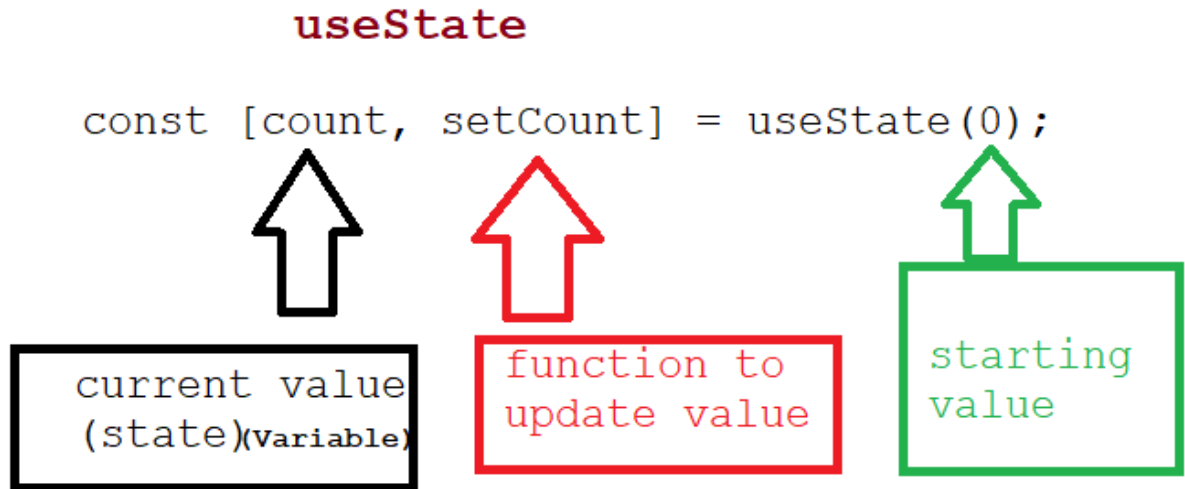 useState
const [count, setCount] = useState(0);
current value
(state)(Variable)
function to
update value
starting
value